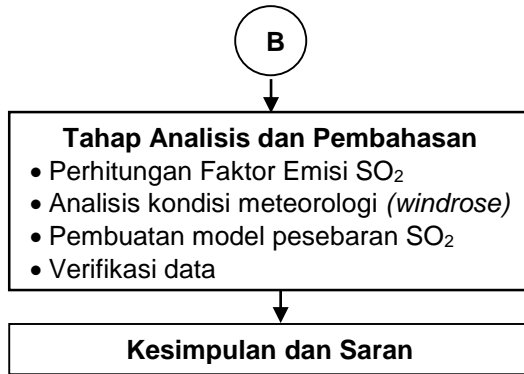 B
Tahap Analisis dan Pembahasan
• Perhitungan Faktor Emisi SO₂
• Analisis kondisi meteorologi (windrose)
• Pembuatan model pesebaran SO₂
• Verifikasi data
Kesimpulan dan Saran